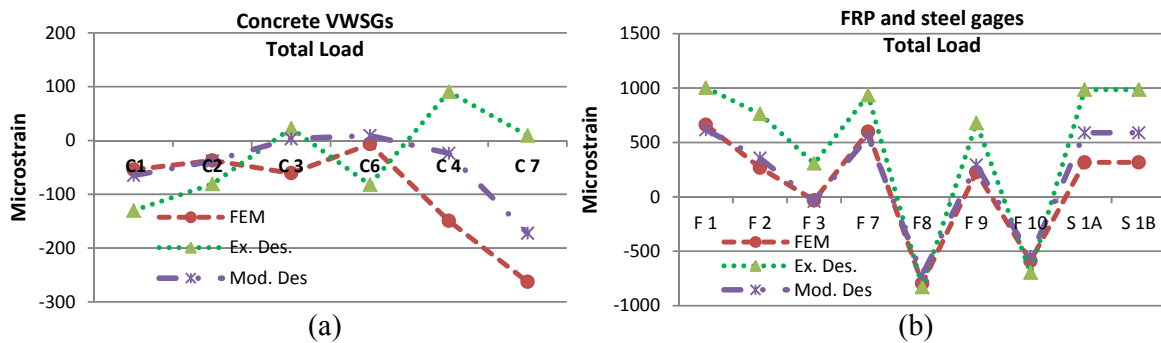 Concrete VWSGs
Total Load
Microstrain
200
100
0
-100
-200
-300
C1
C2
C 3
C6
C 4
C 7
FEM
Ex. Des.
Mod. Des
(a)
FRP and steel gages
Total Load
Microstrain
1500
1000
500
0
-500
-1000
F 1
F 2
F 3
F 7
F8
F 9
F 10
S 1A
S 1B
FEM
Ex. Des.
Mod. Des
(b)